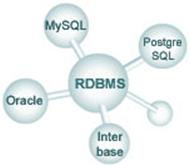 MySQL
Postgre
SQL
RDBMS
Oracle
Inter
base